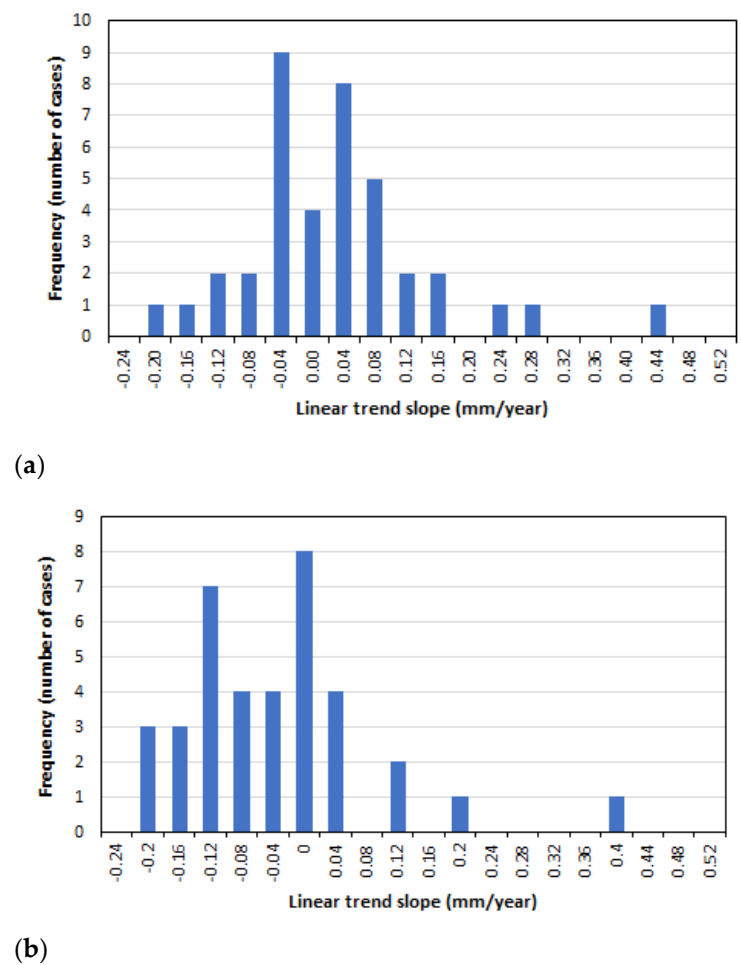 10
9
8
7
6
5
4
3
2
1
0
Frequency (number of cases)
-0.24 -0.20 -0.16 -0.12 -0.08 -0.04 0.00 0.04 0.08 0.12 0.16 0.20 0.24 0.28 0.32 0.36 0.40 0.44 0.48 0.52
Linear trend slope (mm/year)
(a)
9
8
7
6
5
4
3
2
1
0
Frequency (number of cases)
-0.24 -0.2 -0.16 -0.12 -0.08 -0.04 0 0.04 0.08 0.12 0.16 0.2 0.24 0.28 0.32 0.36 0.4 0.44 0.48 0.52
Linear trend slope (mm/year)
(b)